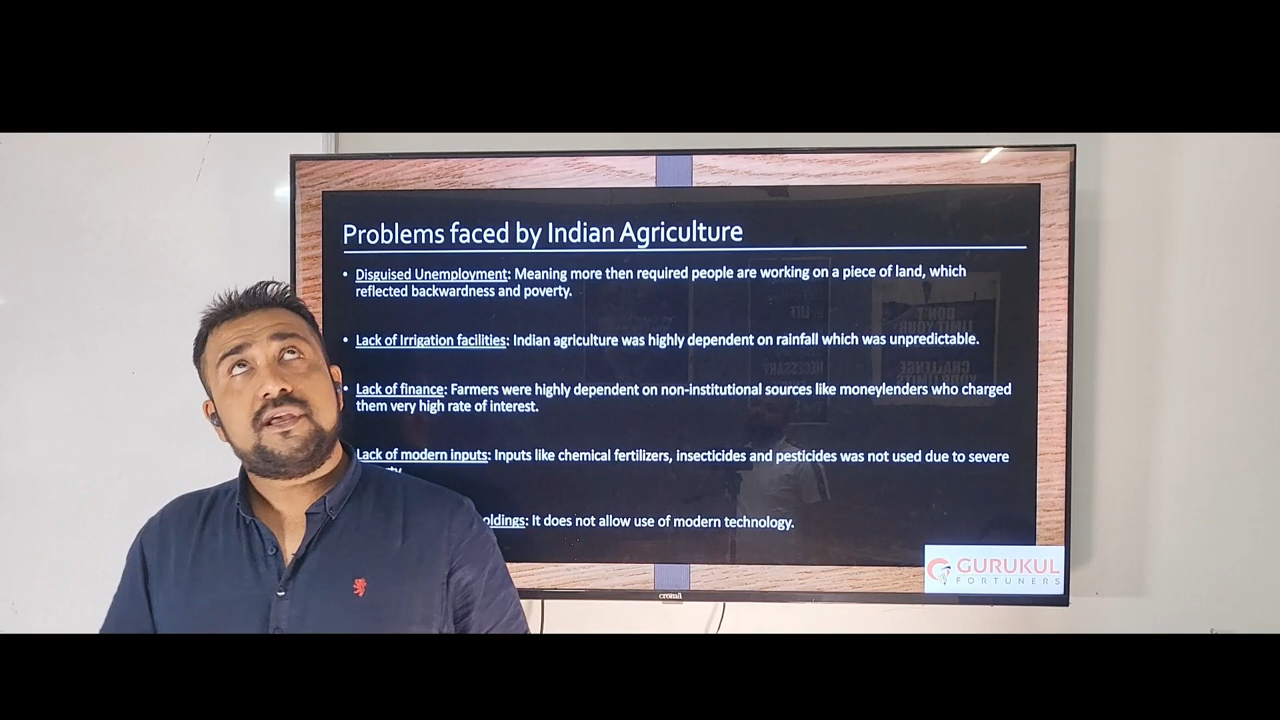 Problems faced by Indian Agriculture
• Disguised Unemployment: Meaning more then required people are working on a piece of land, which
reflected backwardness and poverty.
• Lack of Irrigation facilities: Indian agriculture was highly dependent on rainfall which was unpredictable.
• Lack of finance: Farmers were highly dependent on non-institutional sources like moneylenders who charged
them very high rate of interest.
Lack of modern inputs: Inputs like chemical fertilizers, insecticides and pesticides was not used due to severe
oldings: It does not allow use of modern technology.
GURUKUL
FORTUNERS
croma